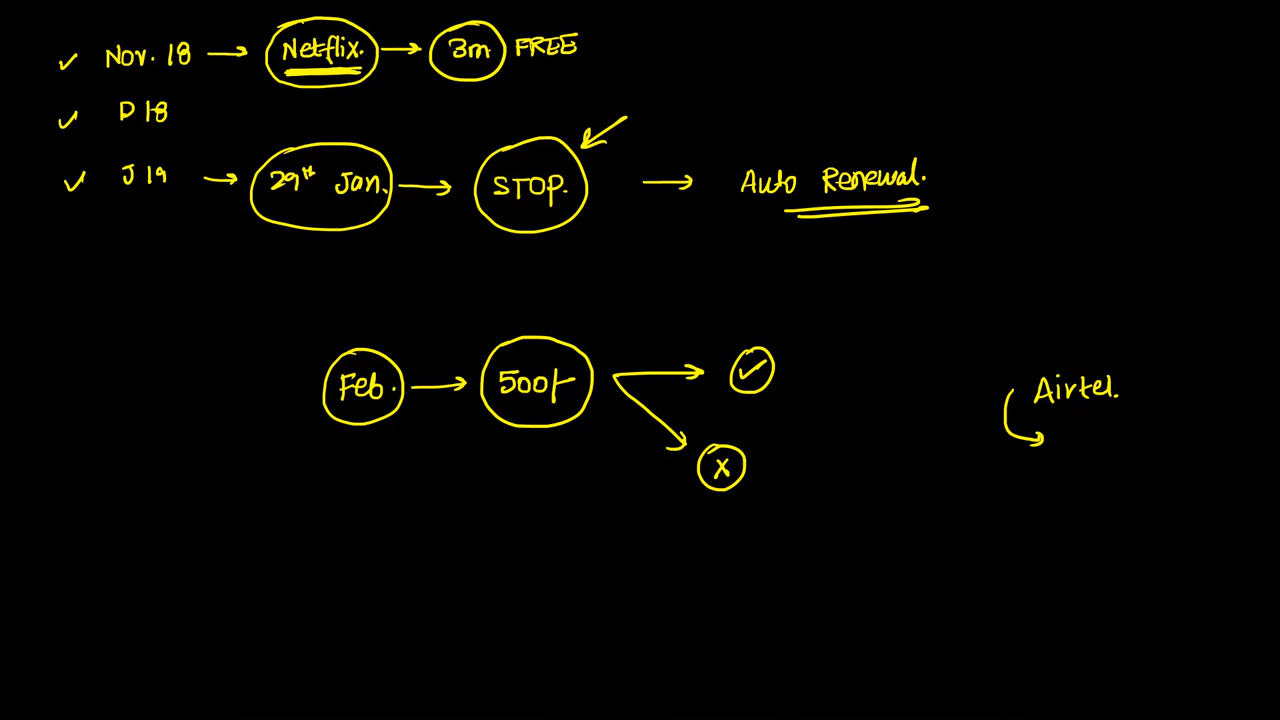 ✓ Nov. 18 → Netflix. → 3m FREE
✓ D 18
✓ J 19 → 29th Jan. → STOP. → Auto Renewal.
Feb. → 500/- → ✓
Airtel.
x